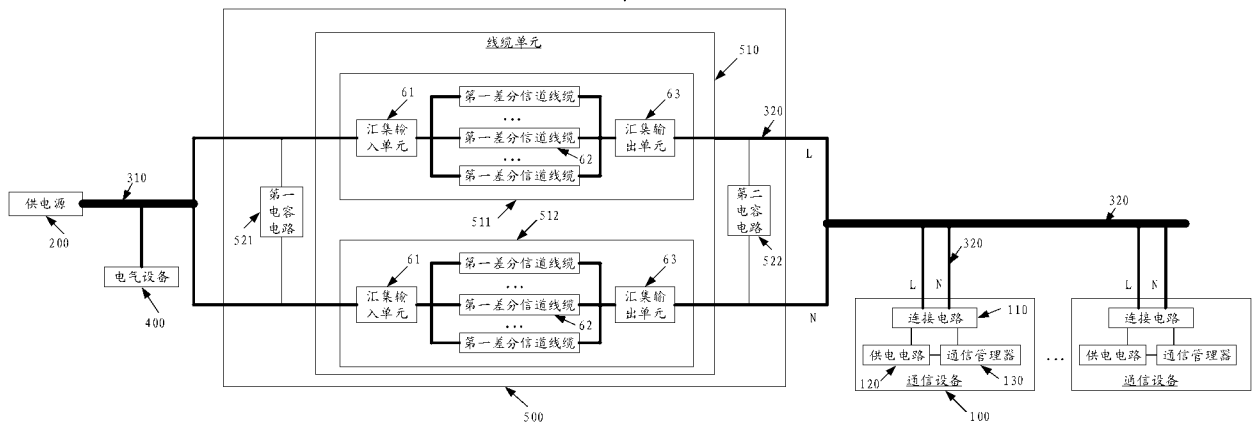 线缆单元
510
61
第一差分信道线缆
63
320
...
汇集输
入单元
第一差分信道线缆
汇集输
出单元
L
...
62
第一差分信道线缆
310
供电源
200
第一
电容
电路
521
511
512
第二
电容
电路
522
320
320
电气设备
400
61
第一差分信道线缆
63
...
汇集输
入单元
第一差分信道线缆
汇集输
出单元
N
...
62
第一差分信道线缆
500
L
N
L
N
连接电路
110
供电电路
通信管理器
120
130
通信设备
100
...
连接电路
供电电路
通信管理器
通信设备